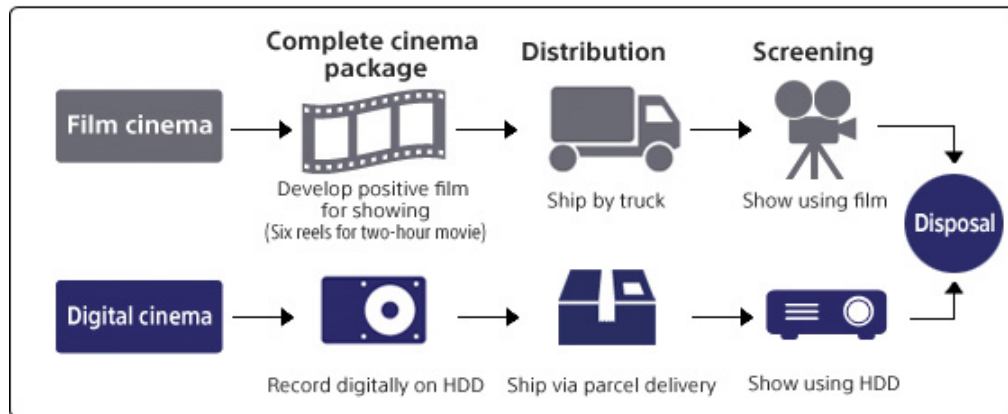 Complete cinema
package
Distribution
Screening
Film cinema
Develop positive film
for showing
(Six reels for two-hour movie)
Ship by truck
Show using film
Disposal
Digital cinema
Record digitally on HDD
Ship via parcel delivery
Show using HDD